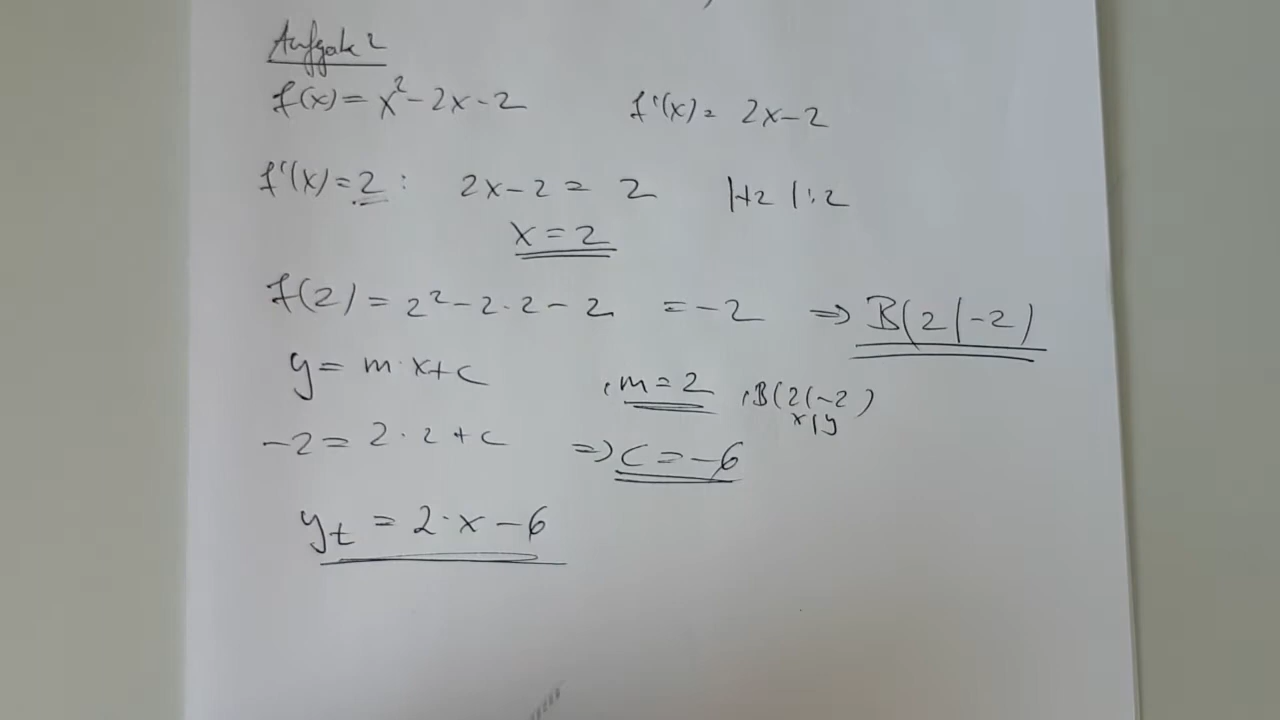 Aufgabe 2
f(x) = x² - 2x - 2 f'(x) = 2x - 2
f'(x) = 2 : 2x - 2 = 2 |+2 |:2
x = 2
f(2) = 2² - 2·2 - 2 = -2 ⇒ B(2|-2)
y = m·x+c , m = 2 , B(2|-2)
x|y
-2 = 2·2 + c ⇒ c = -6
yₜ = 2·x - 6